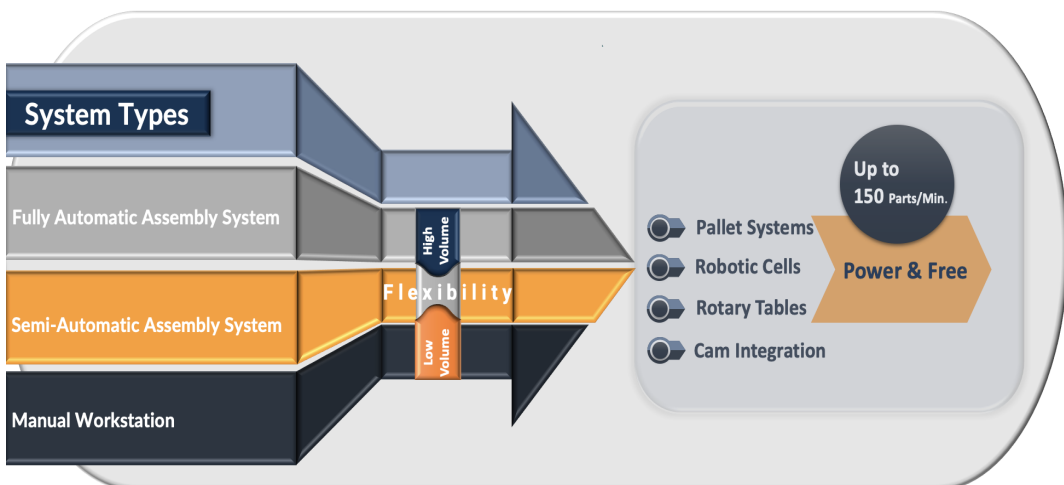 System Types
Fully Automatic Assembly System
Semi-Automatic Assembly System
Manual Workstation
High
Volume
Flexibility
Low
Volume
Pallet Systems
Robotic Cells
Rotary Tables
Cam Integration
Up to
150 Parts/Min.
Power & Free